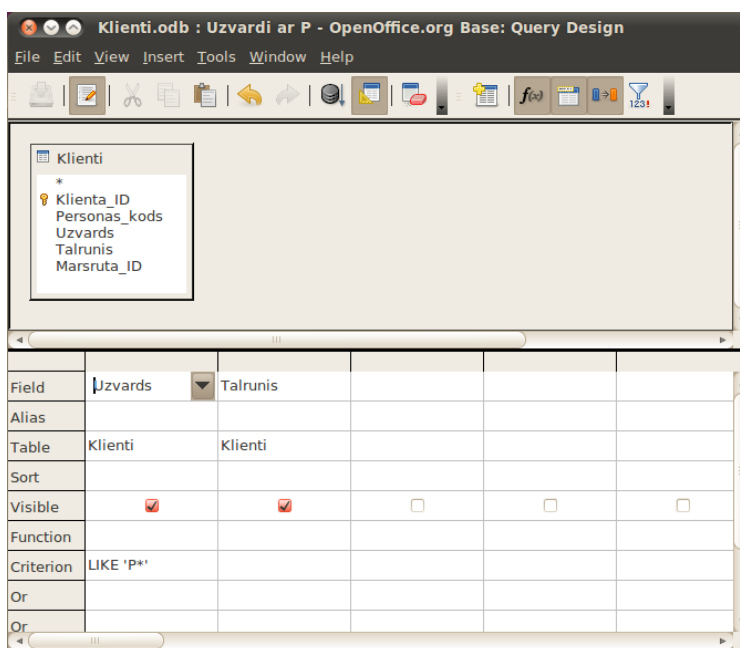 Klienti.odb : Uzvardi ar P - OpenOffice.org Base: Query Design
File Edit View Insert Tools Window Help
f(x) 123!
Klienti
*
Klienta_ID
Personas_kods
Uzvards
Talrunis
Marsruta_ID
Field Uzvards Talrunis
Alias
Table Klienti Klienti
Sort
Visible
Function
Criterion LIKE 'P*'
Or
Or